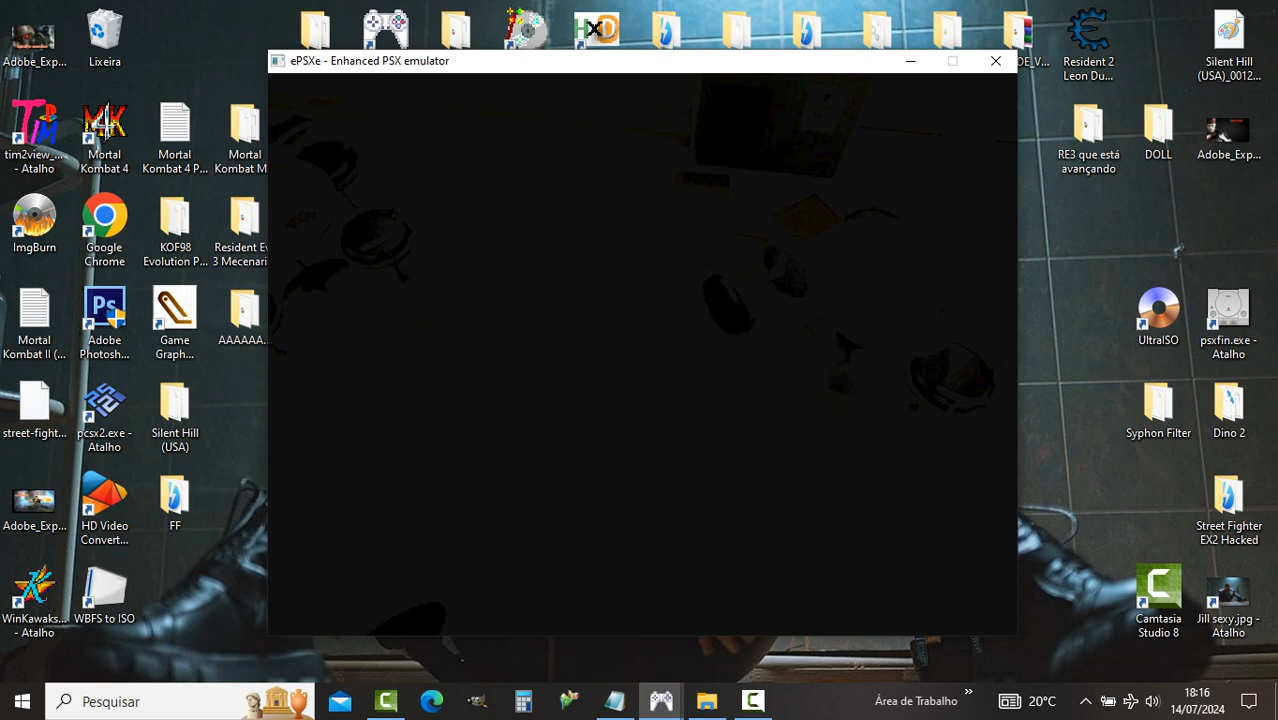 ePSXe - Enhanced PSX emulator
Adobe_Exp...
Lixeira
HXD
DE_V...
Resident 2
Leon Du...
Silent Hill
(USA)_0012...
tim2view_...
- Atalho
Mortal
Kombat 4
Mortal
Kombat 4 P...
Mortal
Kombat M
RE3 que está
avançando
DOLL
Adobe_Exp...
ImgBurn
Google
Chrome
KOF98
Evolution P...
Resident Ev
3 Mecenari
Mortal
Kombat II (...
Adobe
Photosh...
Game
Graph...
AAAAAA...
UltraISO
psxfin.exe -
Atalho
street-fight...
pcsx2.exe -
Atalho
Silent Hill
(USA)
Syphon Filter
Dino 2
Adobe_Exp...
HD Video
Convert...
FF
Street Fighter
EX2 Hacked
WinKawaks...
- Atalho
WBFS to ISO
Camtasia
Studio 8
Jill sexy.jpg -
Atalho
Pesquisar
Área de Trabalho
20°C
18:16
14/07/2024